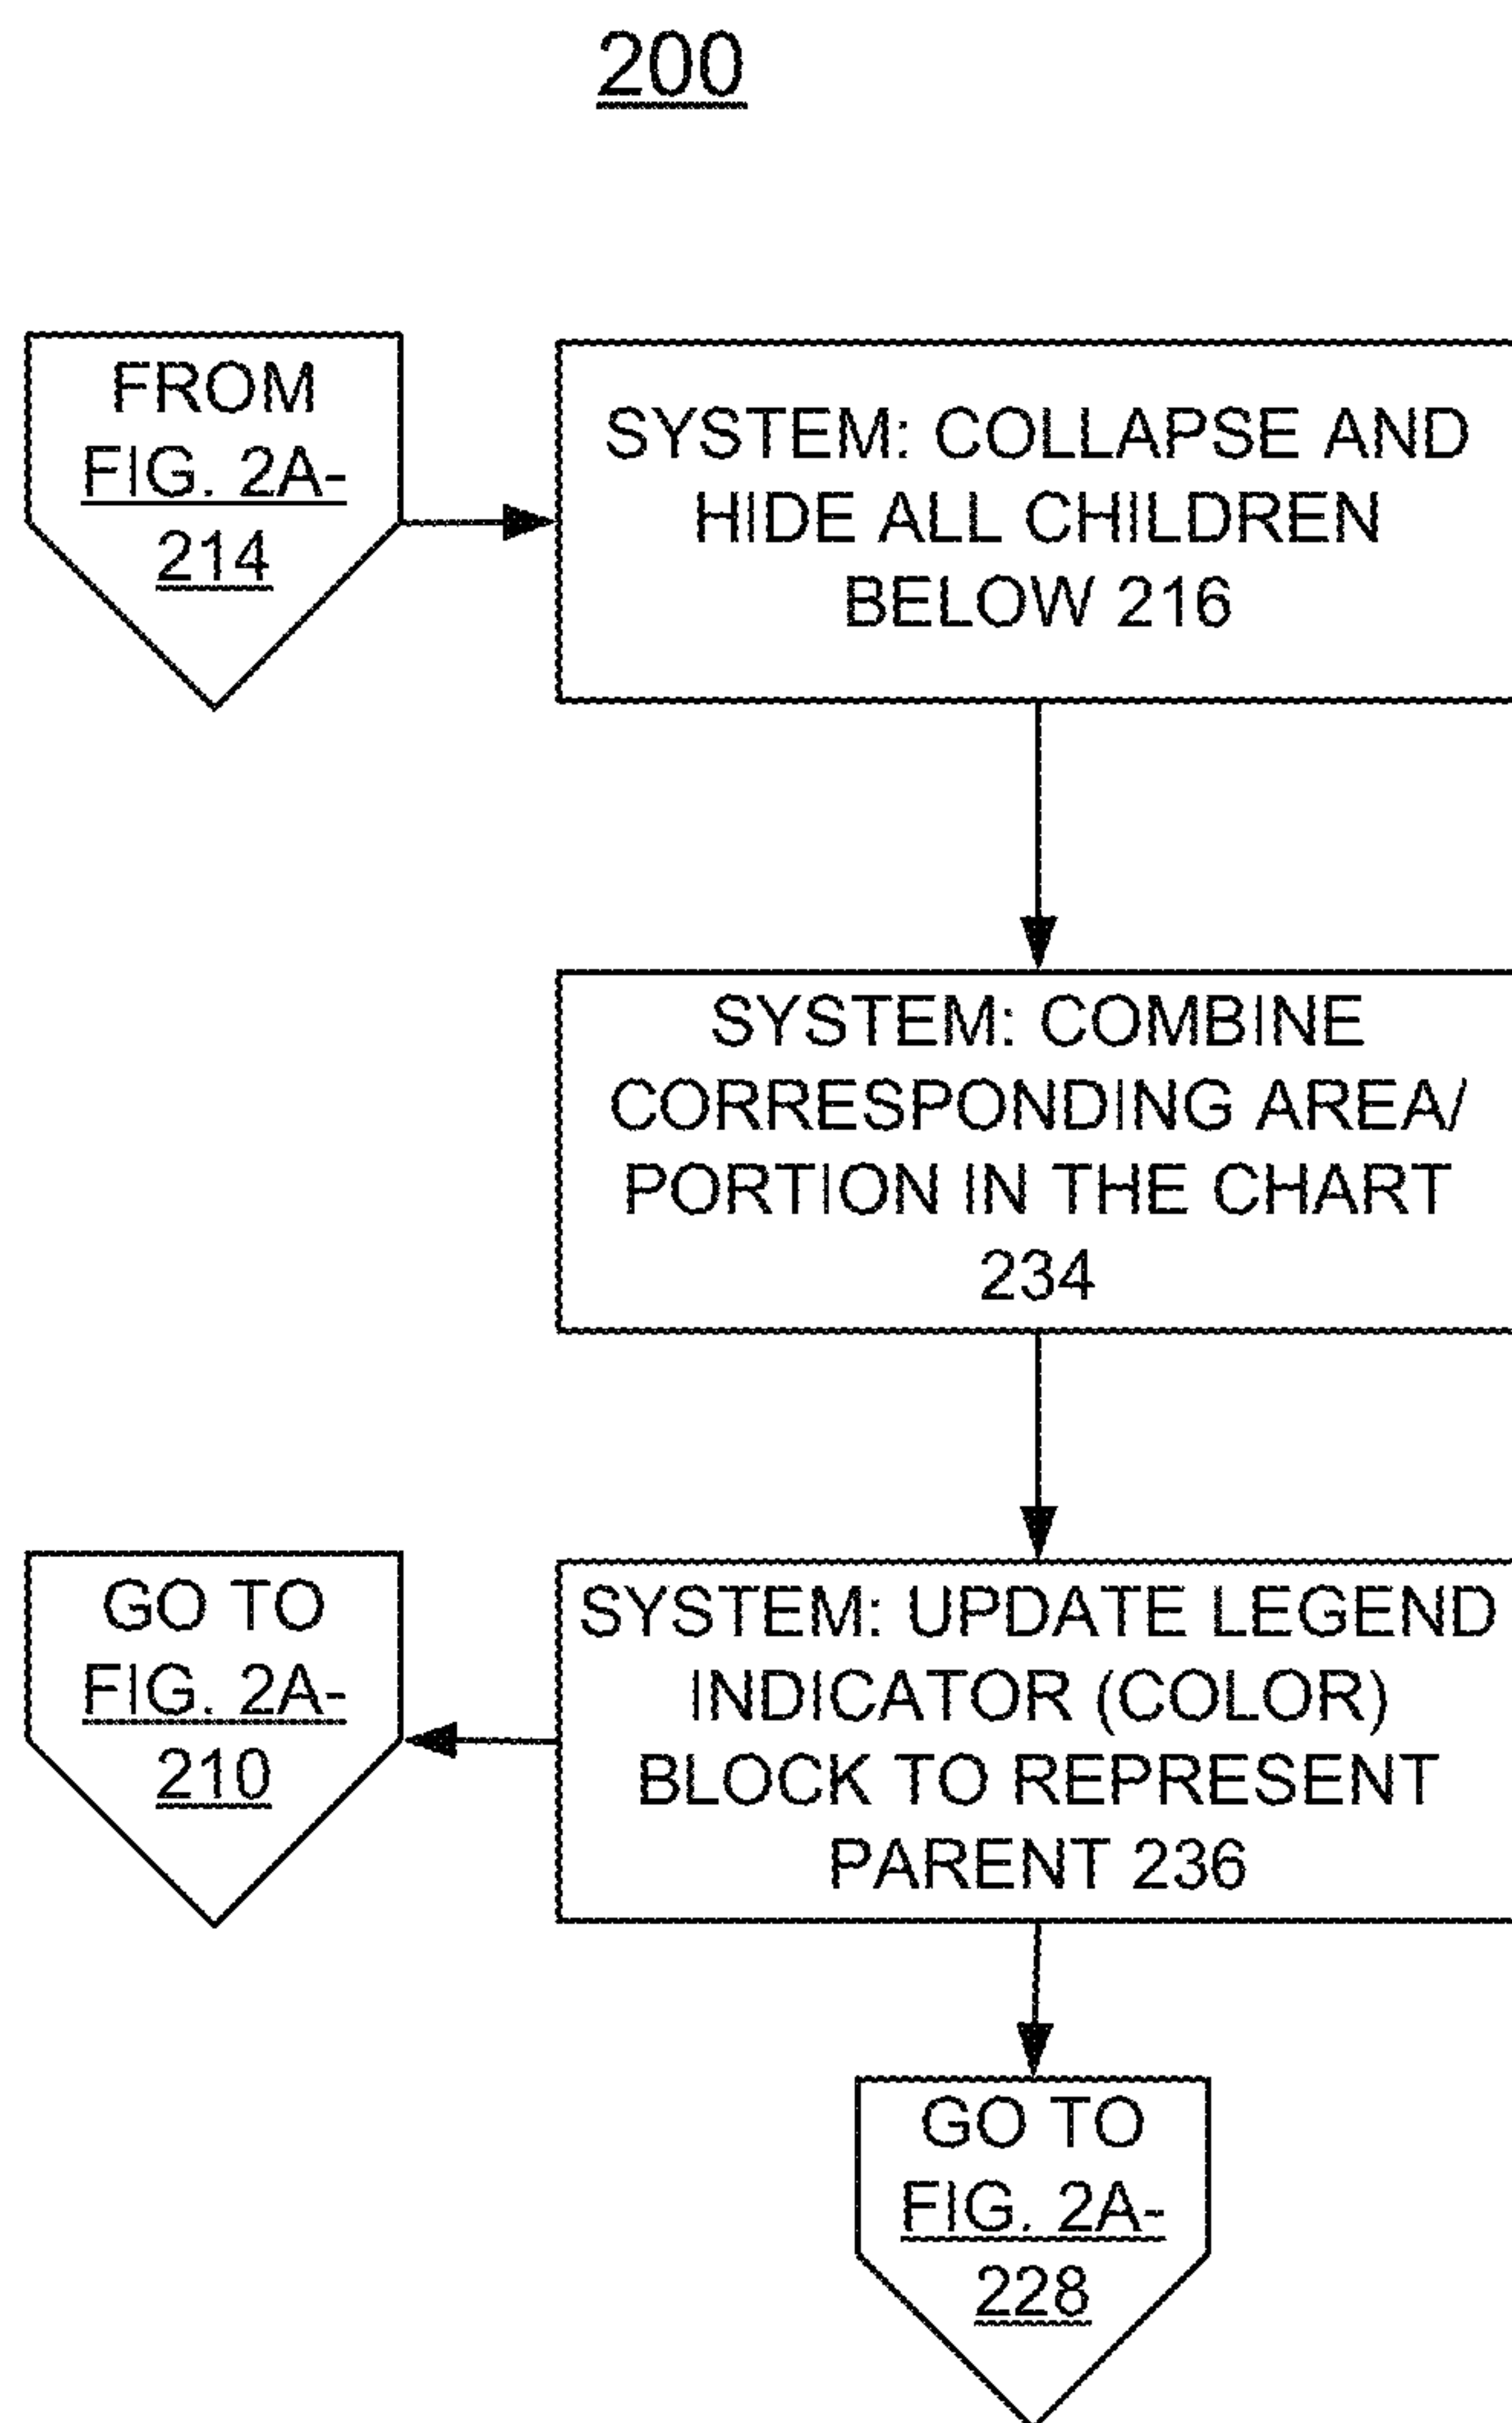 200
FROM
FIG. 2A-
214
SYSTEM: COLLAPSE AND
HIDE ALL CHILDREN
BELOW 216
SYSTEM: COMBINE
CORRESPONDING AREA/
PORTION IN THE CHART
234
GO TO
FIG. 2A-
210
SYSTEM: UPDATE LEGEND
INDICATOR (COLOR)
BLOCK TO REPRESENT
PARENT 236
GO TO
FIG. 2A-
228